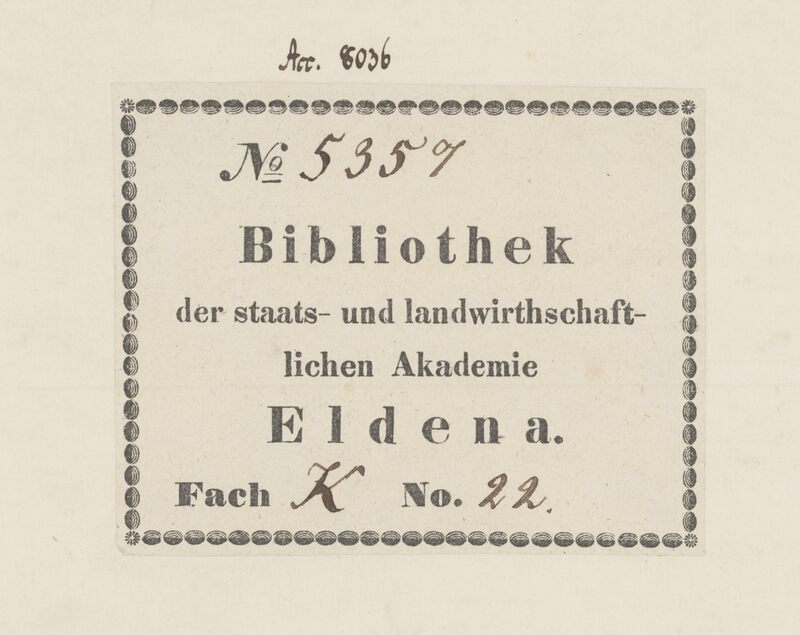 Acc. 8036
No 5357
Bibliothek
der staats- und landwirthschaft-
lichen Akademie
Eldena.
Fach K No. 22.